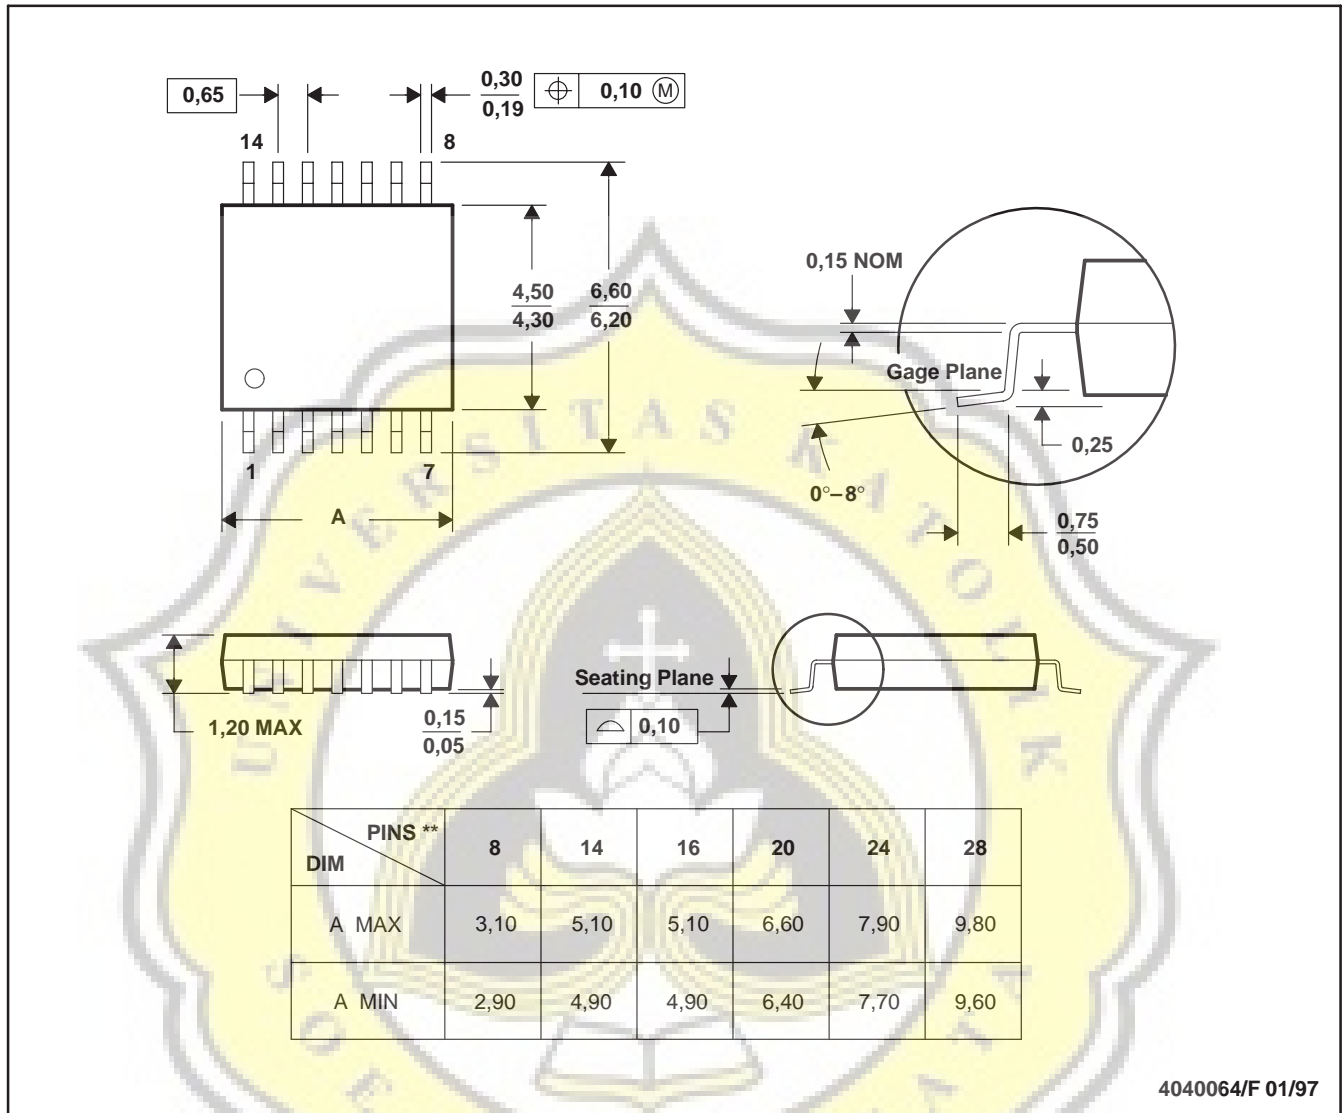 0,65
0,30
0,19
0,10 M
14
8
4,50
4,30
6,60
6,20
1
7
A
0,15 NOM
Gage Plane
0,25
0°–8°
0,75
0,50
1,20 MAX
0,15
0,05
Seating Plane
0,10
PINS **
DIM
8 14 16 20 24 28
A MAX 3,10 5,10 5,10 6,60 7,90 9,80
A MIN 2,90 4,90 4,90 6,40 7,70 9,60
4040064/F 01/97
UNIVERSITAS KATOLIK